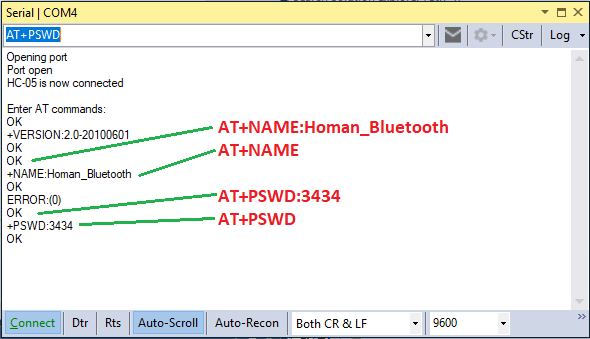 Serial | COM4
AT+PSWD
CStr
Log
Opening port
Port open
HC-05 is now connected
Enter AT commands:
OK
+VERSION:2.0-20100601
OK
OK
AT+NAME:Homan_Bluetooth
+NAME:Homan_Bluetooth
AT+NAME
OK
ERROR:(0)
OK
AT+PSWD:3434
+PSWD:3434
AT+PSWD
OK
Connect
Dtr
Rts
Auto-Scroll
Auto-Recon
Both CR & LF
9600